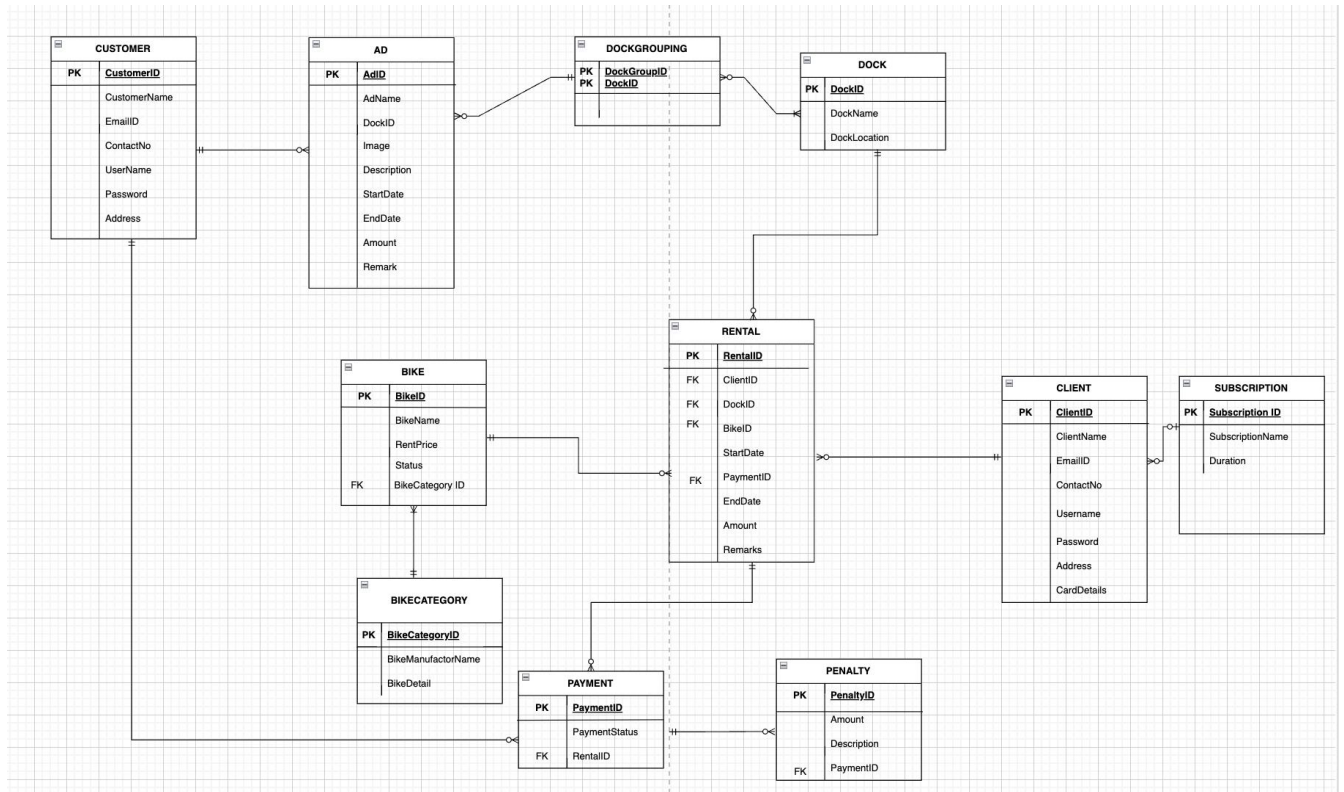 CUSTOMER
PK CustomerID
CustomerName
EmailID
ContactNo
UserName
Password
Address
AD
PK AdID
AdName
DockID
Image
Description
StartDate
EndDate
Amount
Remark
DOCKGROUPING
PK DockGroupID
PK DockID
DOCK
PK DockID
DockName
DockLocation
BIKE
PK BikeID
BikeName
RentPrice
Status
FK BikeCategory ID
RENTAL
PK RentalID
FK ClientID
FK DockID
FK BikeID
StartDate
FK PaymentID
EndDate
Amount
Remarks
CLIENT
PK ClientID
ClientName
EmailID
ContactNo
Username
Password
Address
CardDetails
SUBSCRIPTION
PK Subscription ID
SubscriptionName
Duration
BIKECATEGORY
PK BikeCategoryID
BikeManufactorName
BikeDetail
PAYMENT
PK PaymentID
PaymentStatus
FK RentalID
PENALTY
PK PenaltyID
Amount
Description
FK PaymentID